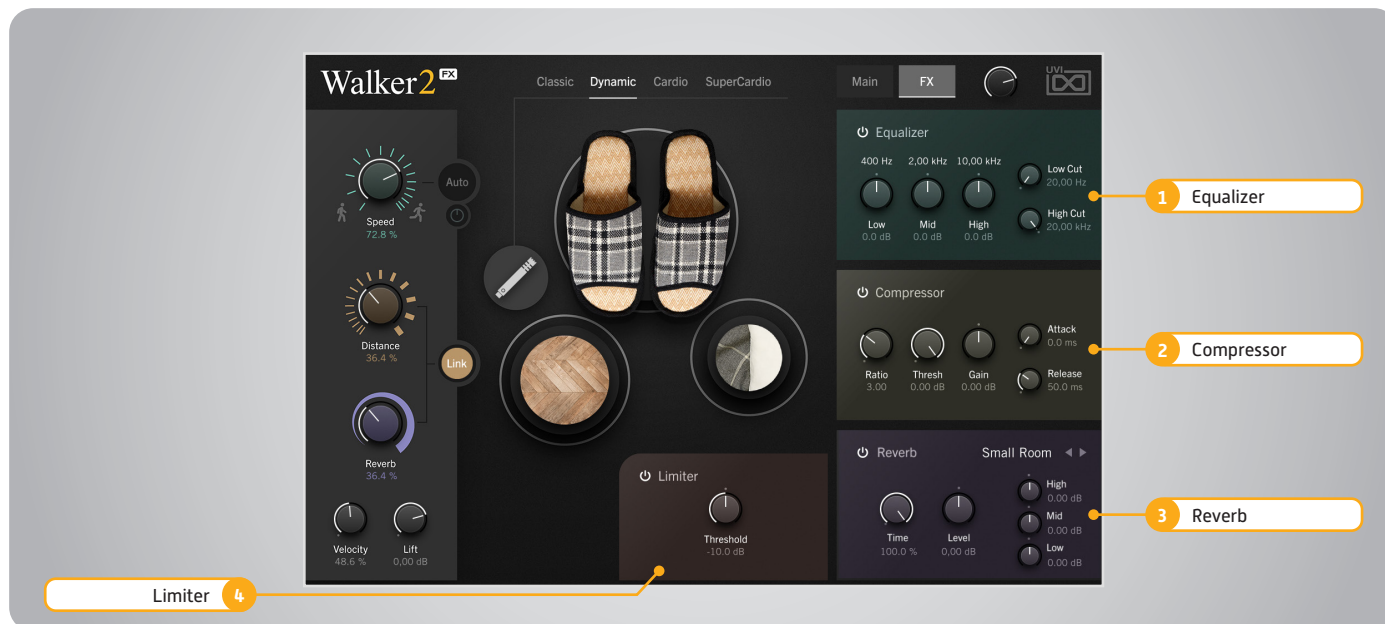 Walker2 FX
Classic Dynamic Cardio SuperCardio
Main FX
UVI
Speed
72.8 %
Auto
Distance
36.4 %
Link
Reverb
36.4 %
Velocity
48.6 %
Lift
0,00 dB
Equalizer
400 Hz 2,00 kHz 10,00 kHz
Low Mid High
0.0 dB 0.0 dB 0.0 dB
Low Cut
20,00 Hz
High Cut
20,00 kHz
1 Equalizer
Compressor
Ratio Thresh Gain
3.00 0.00 dB 0.00 dB
Attack
0.0 ms
Release
50.0 ms
2 Compressor
Reverb Small Room
Time Level
100.0 % 0,00 dB
High
0.00 dB
Mid
0.00 dB
Low
0.00 dB
3 Reverb
Limiter
Threshold
-10.0 dB
Limiter 4